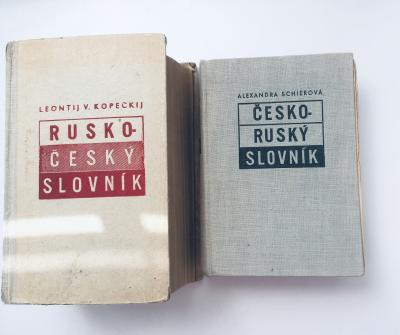 LEONTIJ V. KOPECKIJ
RUSKO-
ČESKÝ
SLOVNÍK
ALEXANDRA SCHIEROVÁ
ČESKO-
RUSKÝ
SLOVNÍK